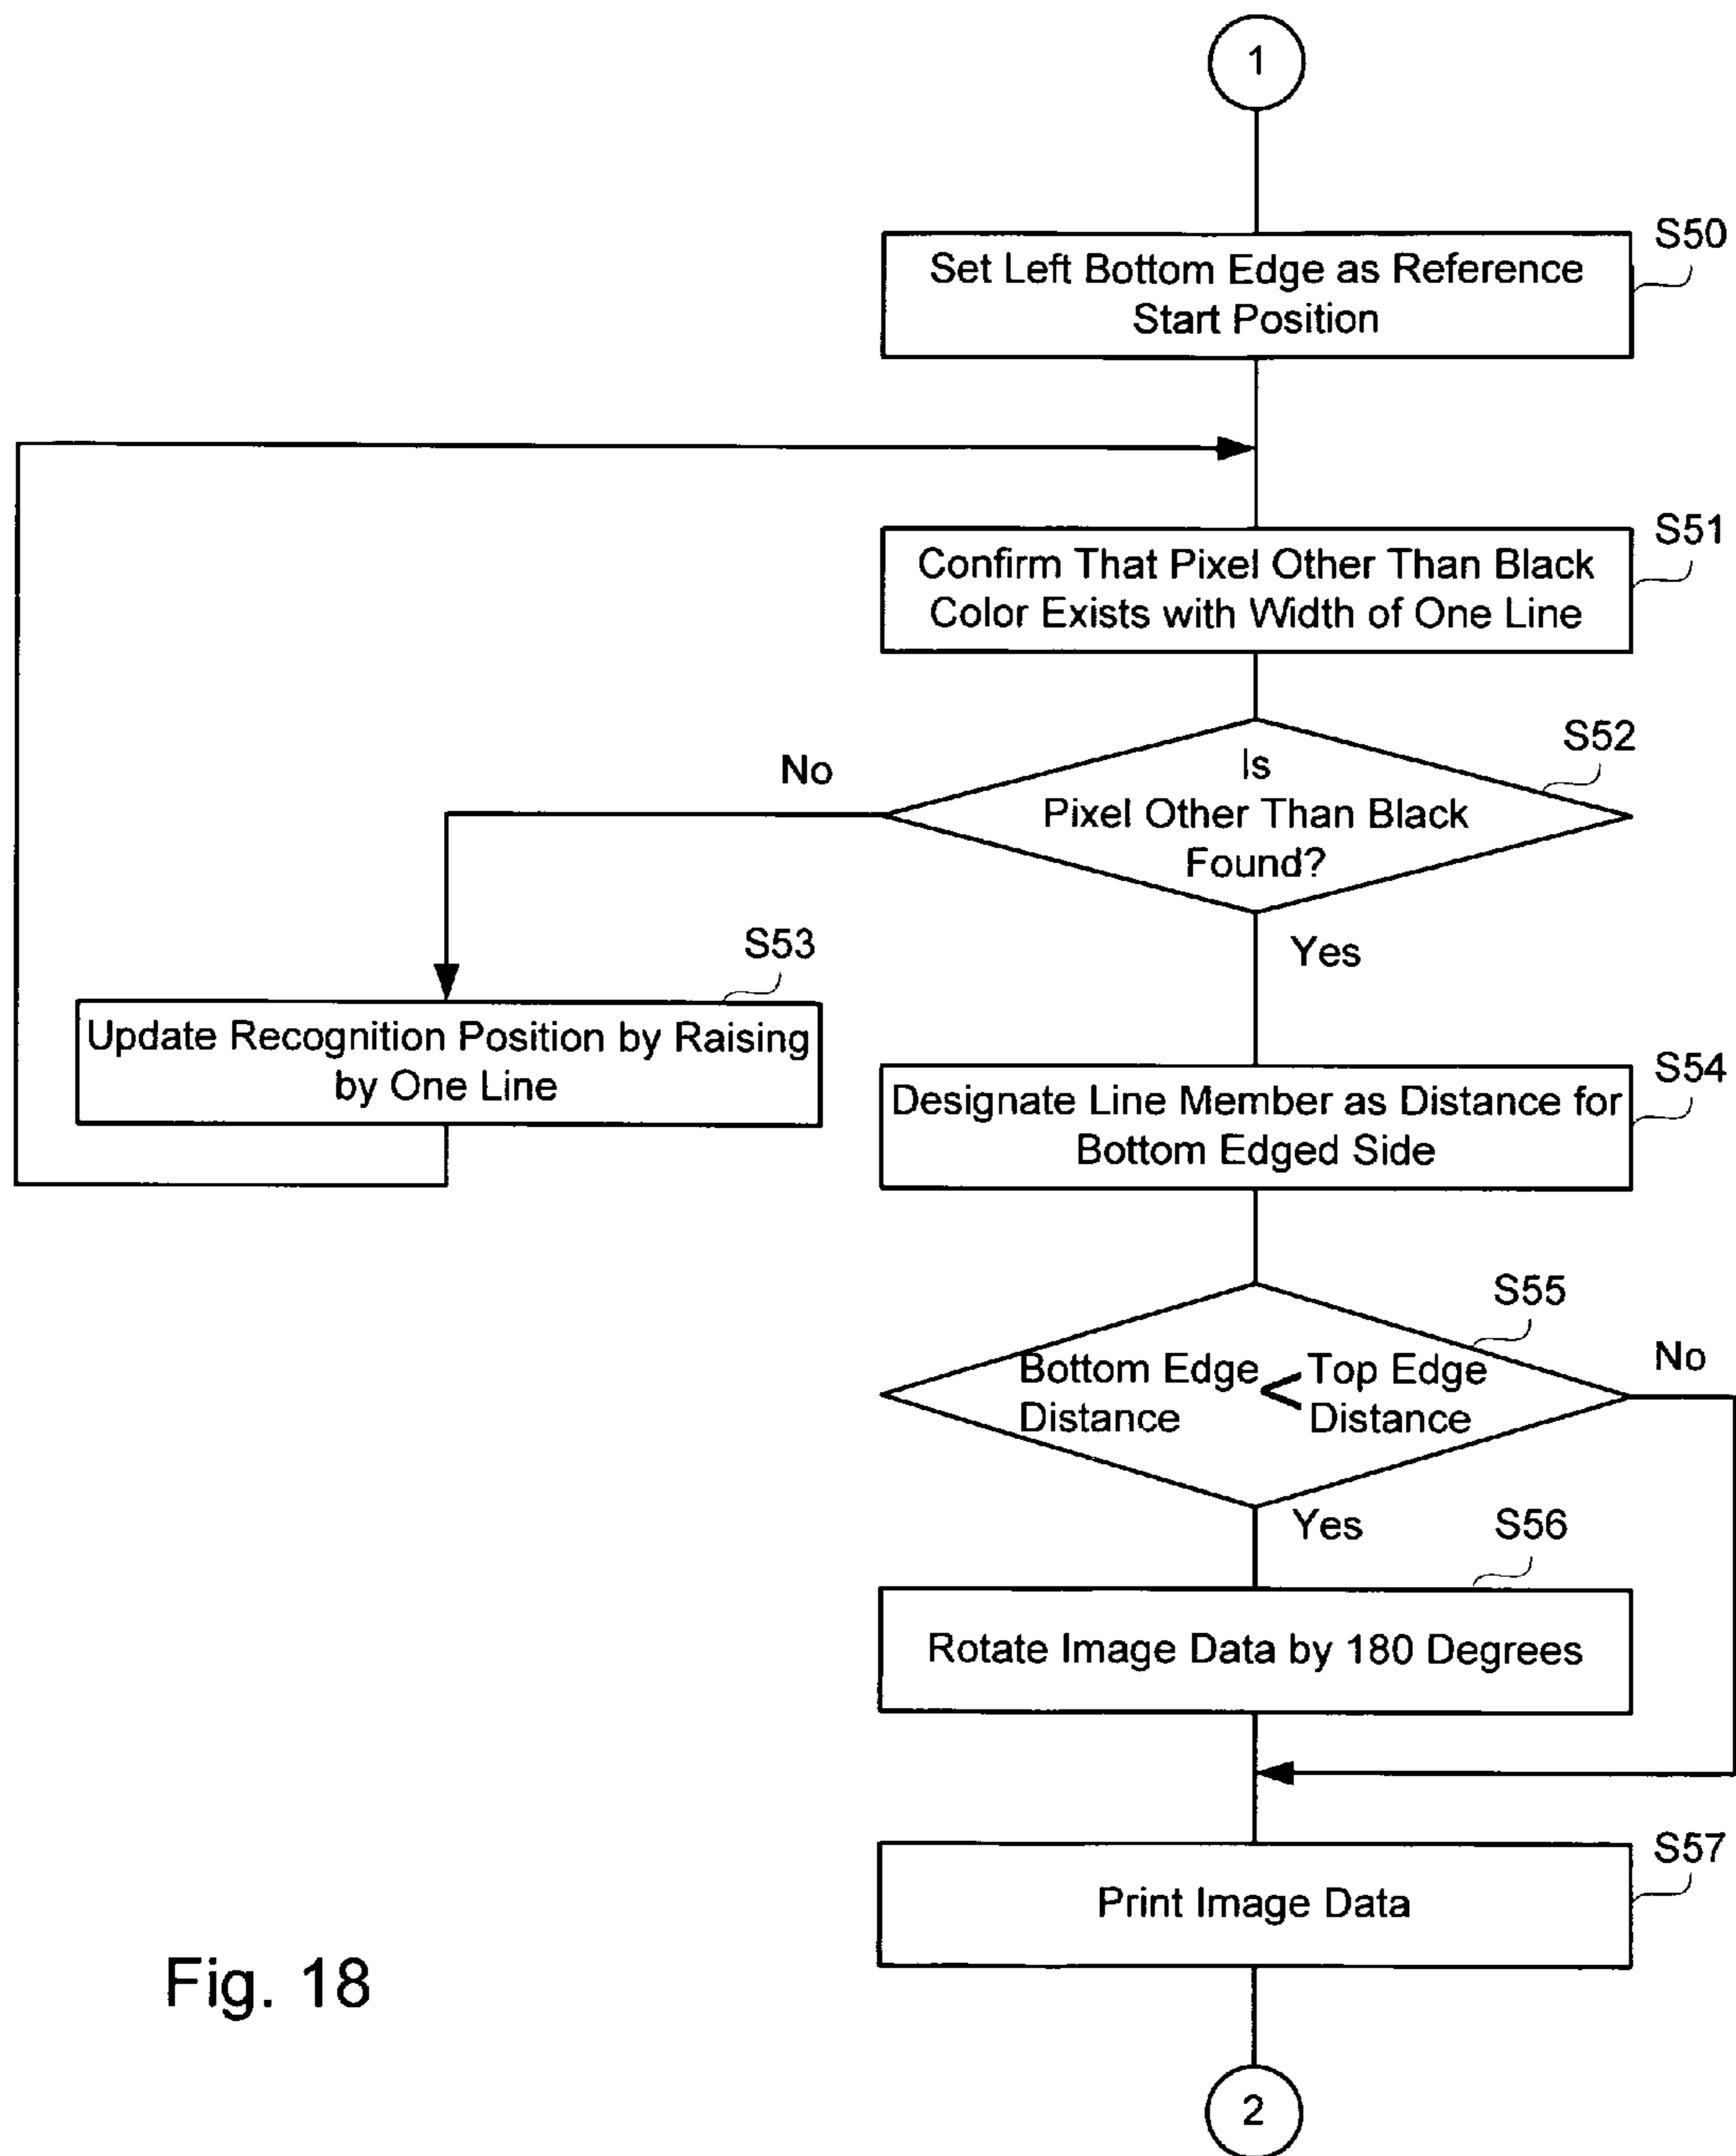 1
S50
Set Left Bottom Edge as Reference
Start Position
S51
Confirm That Pixel Other Than Black
Color Exists with Width of One Line
S52
No
Is
Pixel Other Than Black
Found?
Yes
S53
Update Recognition Position by Raising
by One Line
S54
Designate Line Member as Distance for
Bottom Edged Side
S55
No
Bottom Edge < Top Edge
Distance Distance
Yes
S56
Rotate Image Data by 180 Degrees
S57
Print Image Data
Fig. 18
2